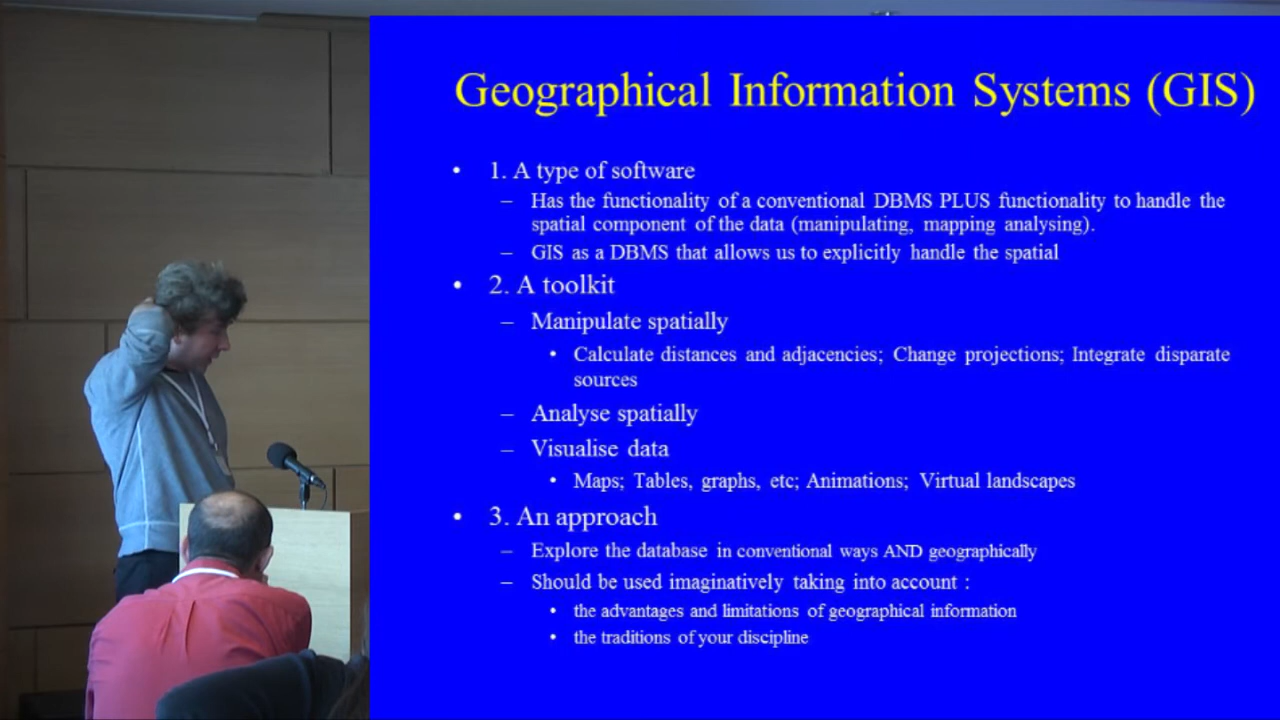 Geographical Information Systems (GIS)
• 1. A type of software
– Has the functionality of a conventional DBMS PLUS functionality to handle the
spatial component of the data (manipulating, mapping analysing).
– GIS as a DBMS that allows us to explicitly handle the spatial
• 2. A toolkit
– Manipulate spatially
• Calculate distances and adjacencies; Change projections; Integrate disparate
sources
– Analyse spatially
– Visualise data
• Maps; Tables, graphs, etc; Animations; Virtual landscapes
• 3. An approach
– Explore the database in conventional ways AND geographically
– Should be used imaginatively taking into account :
• the advantages and limitations of geographical information
• the traditions of your discipline